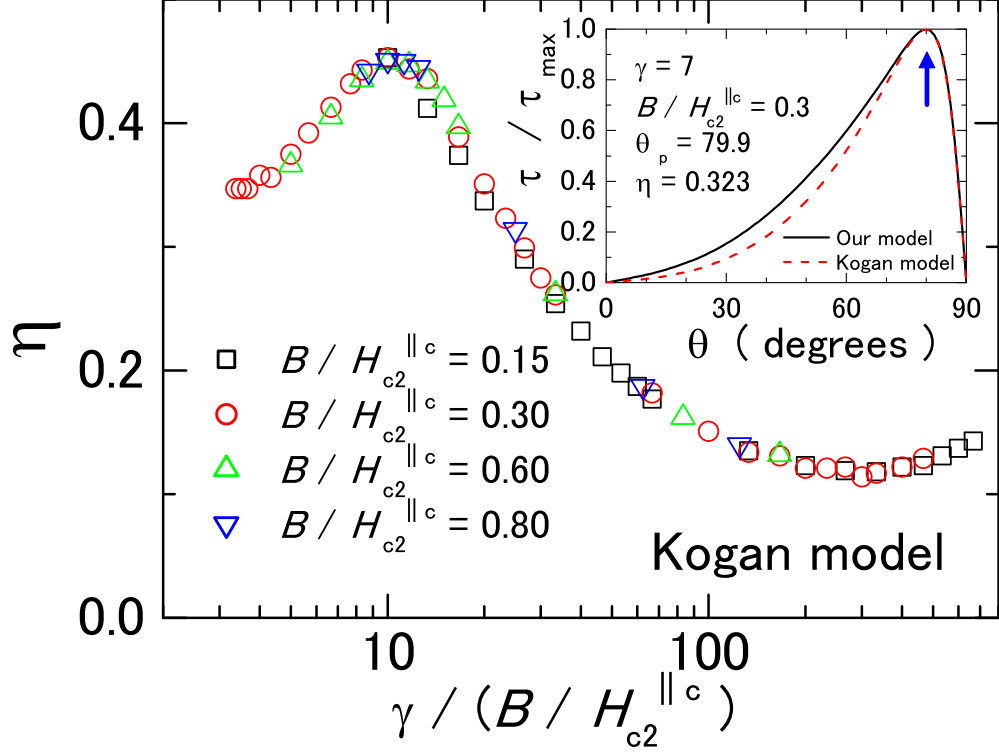 τ / τmax
1.0
0.8
0.6
0.4
0.2
0.0
γ = 7
B / Hc2 ∥c = 0.3
θp = 79.9
η = 0.323
Our model
Kogan model
0 30 60 90
θ ( degrees )
η
0.4
0.2
0.0
B / Hc2 ∥c = 0.15
B / Hc2 ∥c = 0.30
B / Hc2 ∥c = 0.60
B / Hc2 ∥c = 0.80
Kogan model
10 100
γ / (B / Hc2 ∥c)